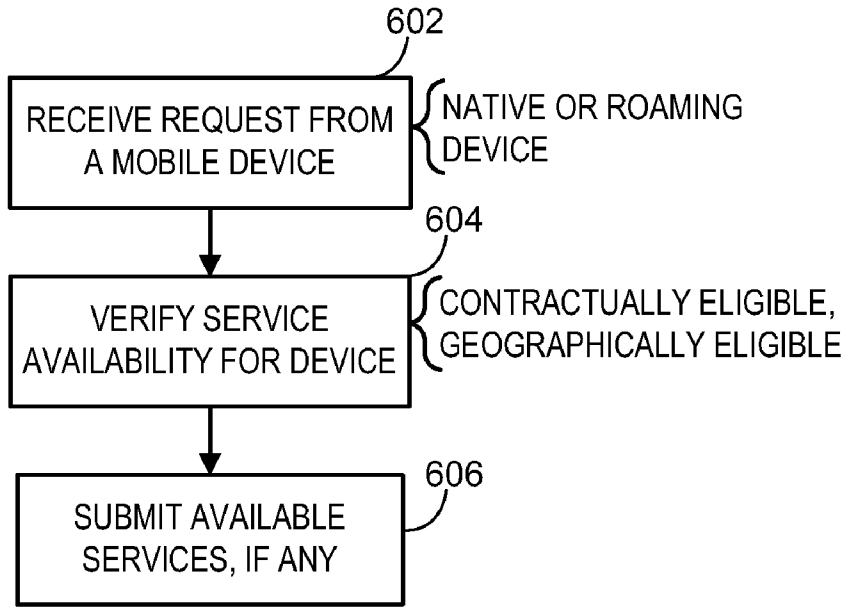 602
RECEIVE REQUEST FROM
A MOBILE DEVICE
NATIVE OR ROAMING
DEVICE
604
VERIFY SERVICE
AVAILABILITY FOR DEVICE
CONTRACTUALLY ELIGIBLE,
GEOGRAPHICALLY ELIGIBLE
606
SUBMIT AVAILABLE
SERVICES, IF ANY